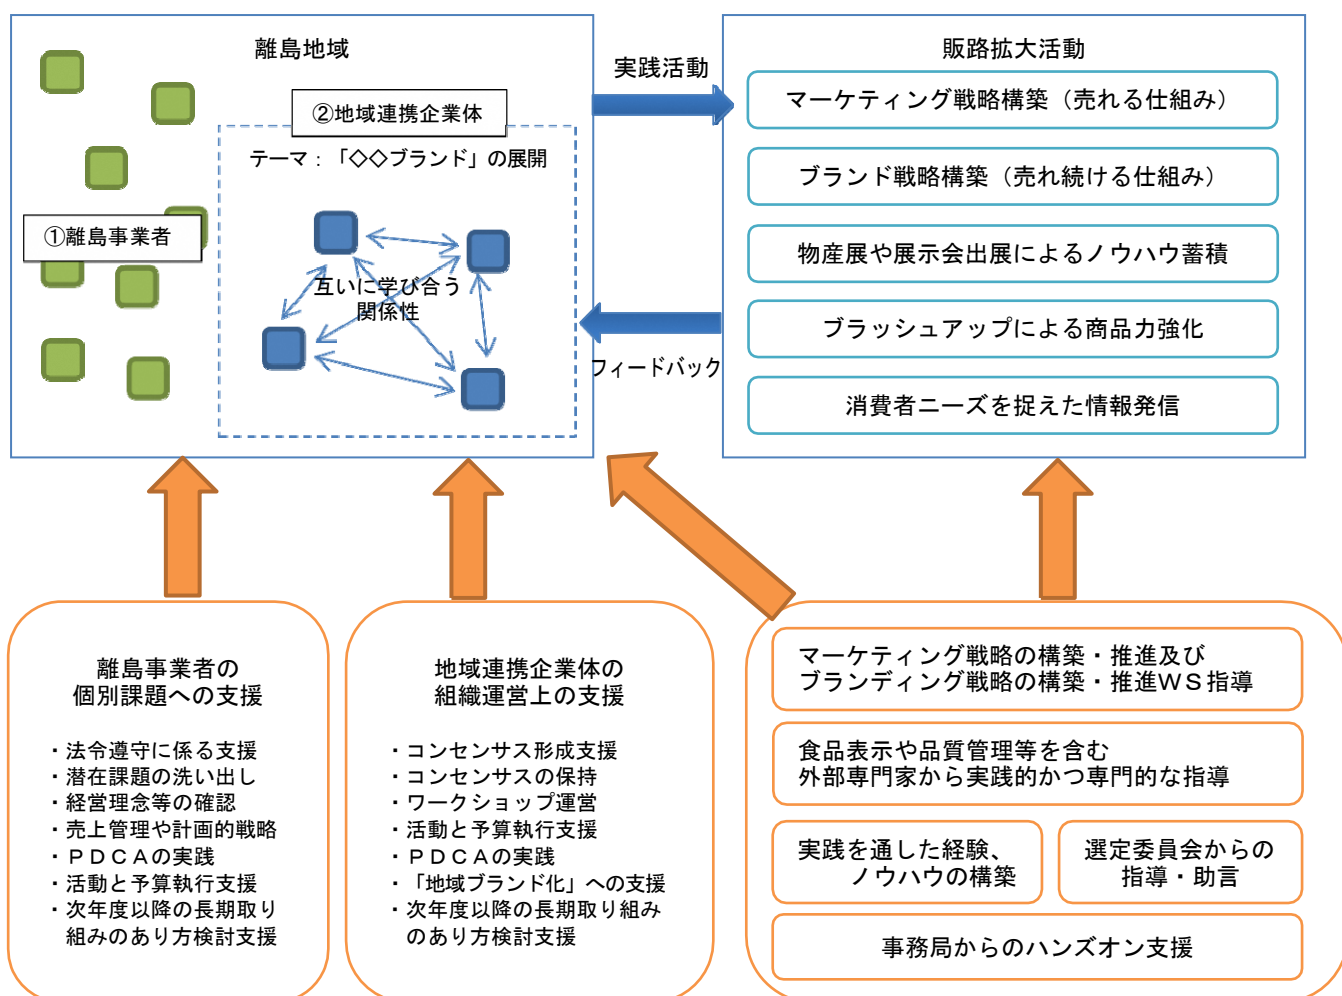 離島地域
②地域連携企業体
テーマ：「◇◇ブランド」の展開
①離島事業者
互いに学び合う
関係性
実践活動
フィードバック
販路拡大活動
マーケティング戦略構築（売れる仕組み）
ブランド戦略構築（売れ続ける仕組み）
物産展や展示会出展によるノウハウ蓄積
ブラッシュアップによる商品力強化
消費者ニーズを捉えた情報発信
離島事業者の
個別課題への支援
・法令遵守に係る支援
・潜在課題の洗い出し
・経営理念等の確認
・売上管理や計画的戦略
・ＰＤＣＡの実践
・活動と予算執行支援
・次年度以降の長期取り
組みのあり方検討支援
地域連携企業体の
組織運営上の支援
・コンセンサス形成支援
・コンセンサスの保持
・ワークショップ運営
・活動と予算執行支援
・ＰＤＣＡの実践
・「地域ブランド化」への支援
・次年度以降の長期取り組み
のあり方検討支援
マーケティング戦略の構築・推進及び
ブランディング戦略の構築・推進ＷＳ指導
食品表示や品質管理等を含む
外部専門家から実践的かつ専門的な指導
実践を通した経験、
ノウハウの構築
選定委員会からの
指導・助言
事務局からのハンズオン支援